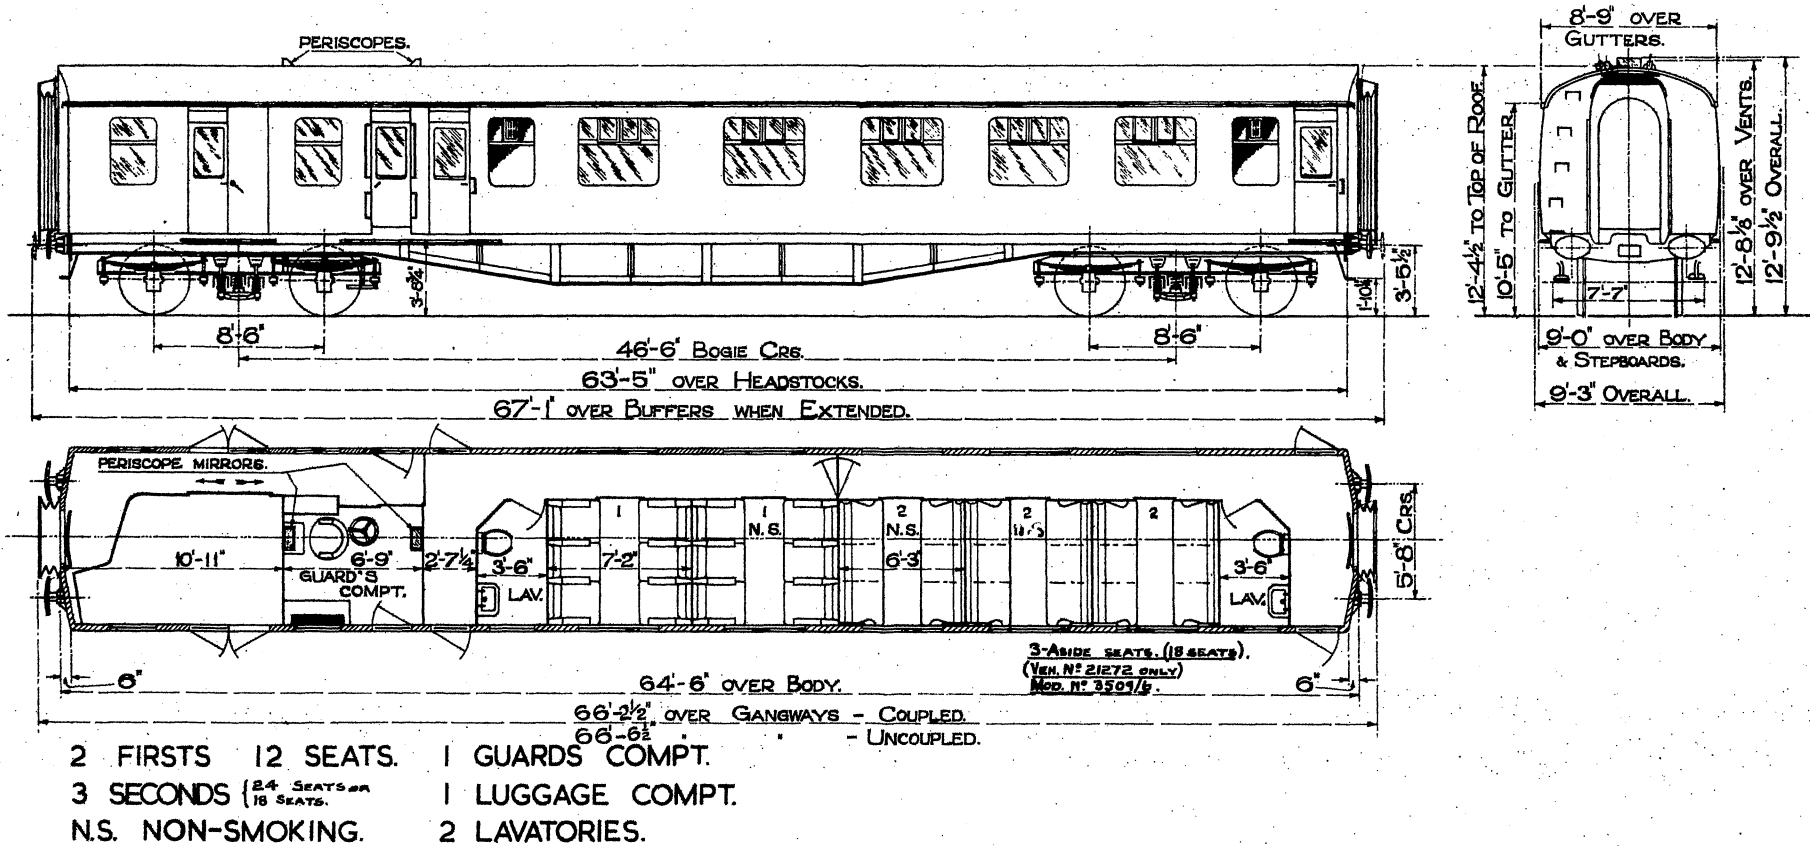 PERISCOPES.
8'-9" OVER
GUTTERS.
12'-4½" TO TOP OF ROOF.
10'-5" TO GUTTER.
12'-8⅛" OVER VENTS.
12'-9½" OVERALL.
3'-5½"
1'-10¼"
7'-7"
8'-6"
8'-6"
46'-6" BOGIE CRS.
9'-0" OVER BODY
& STEPBOARDS.
63'-5" OVER HEADSTOCKS.
9'-3" OVERALL.
67'-1" OVER BUFFERS WHEN EXTENDED.
PERISCOPE MIRRORS.
1
1
N.S.
2
N.S.
2
N.S
2
10'-11"
6'-9"
2'-7¼"
3'-6"
7'-2"
6'-3"
3'-6"
5'-8" CRS.
GUARD'S
COMPT.
LAV.
LAV.
3-ASIDE SEATS. (18 SEATS).
(VEH. Nº 21272 ONLY)
MOD. Nº 3509/6.
6"
64'-6" OVER BODY.
6"
66'-2½" OVER GANGWAYS - COUPLED.
66'-6½" " " - UNCOUPLED.
2 FIRSTS 12 SEATS. 1 GUARDS COMPT.
3 SECONDS {24 SEATS OR
18 SEATS.
1 LUGGAGE COMPT.
N.S. NON-SMOKING. 2 LAVATORIES.